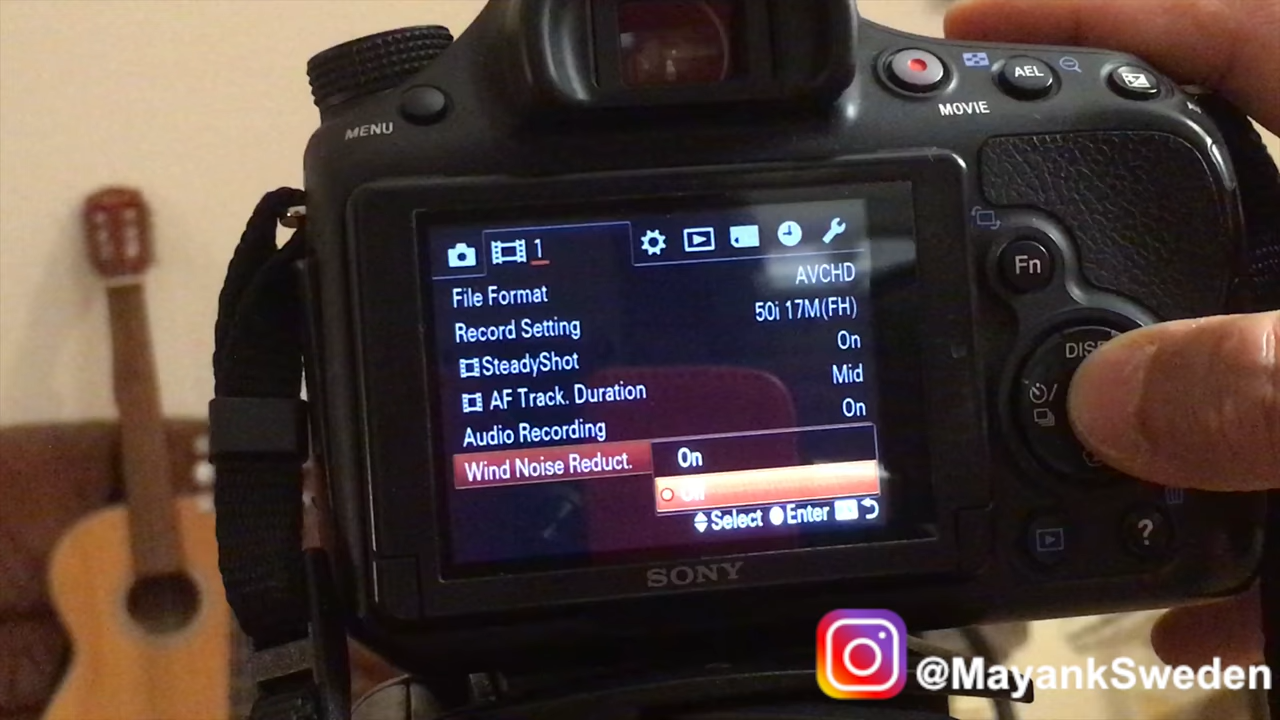 MENU
MOVIE
AEL
1
File Format AVCHD
Record Setting 50i 17M(FH)
SteadyShot On
AF Track. Duration Mid
Audio Recording On
Wind Noise Reduct. On
Off
Select Enter
Fn
?
SONY
@MayankSweden